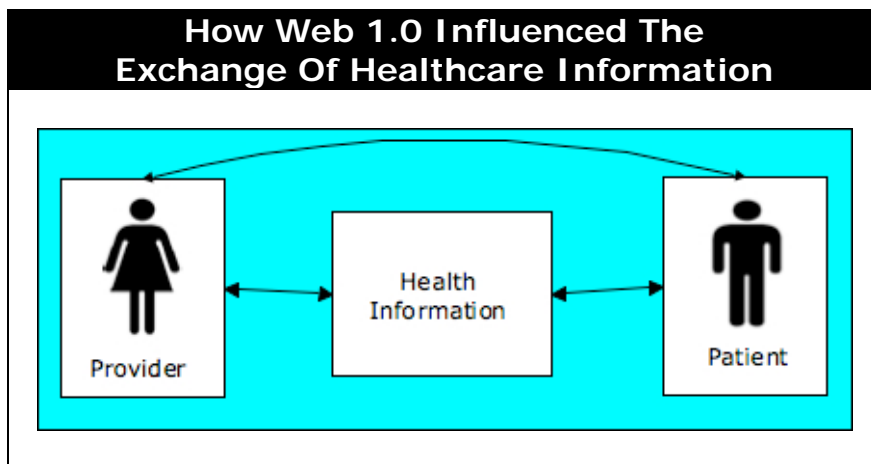 How Web 1.0 Influenced The
Exchange Of Healthcare Information
Health
Information
Provider
Patient